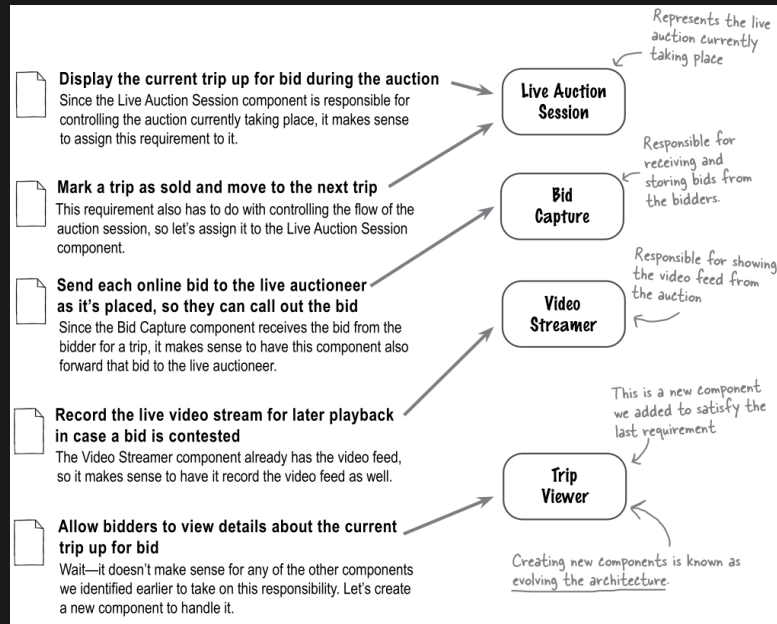 Represents the live
auction currently
taking place
Display the current trip up for bid during the auction
Since the Live Auction Session component is responsible for
controlling the auction currently taking place, it makes sense
to assign this requirement to it.
Live Auction
Session
Responsible for
receiving and
storing bids from
the bidders.
Mark a trip as sold and move to the next trip
This requirement also has to do with controlling the flow of the
auction session, so let's assign it to the Live Auction Session
component.
Bid
Capture
Responsible for showing
the video feed from
the auction
Send each online bid to the live auctioneer
as it's placed, so they can call out the bid
Since the Bid Capture component receives the bid from the
bidder for a trip, it makes sense to have this component also
forward that bid to the live auctioneer.
Video
Streamer
This is a new component
we added to satisfy the
last requirement
Record the live video stream for later playback
in case a bid is contested
The Video Streamer component already has the video feed,
so it makes sense to have it record the video feed as well.
Trip
Viewer
Allow bidders to view details about the current
trip up for bid
Wait—it doesn't make sense for any of the other components
we identified earlier to take on this responsibility. Let's create
a new component to handle it.
Creating new components is known as
evolving the architecture.